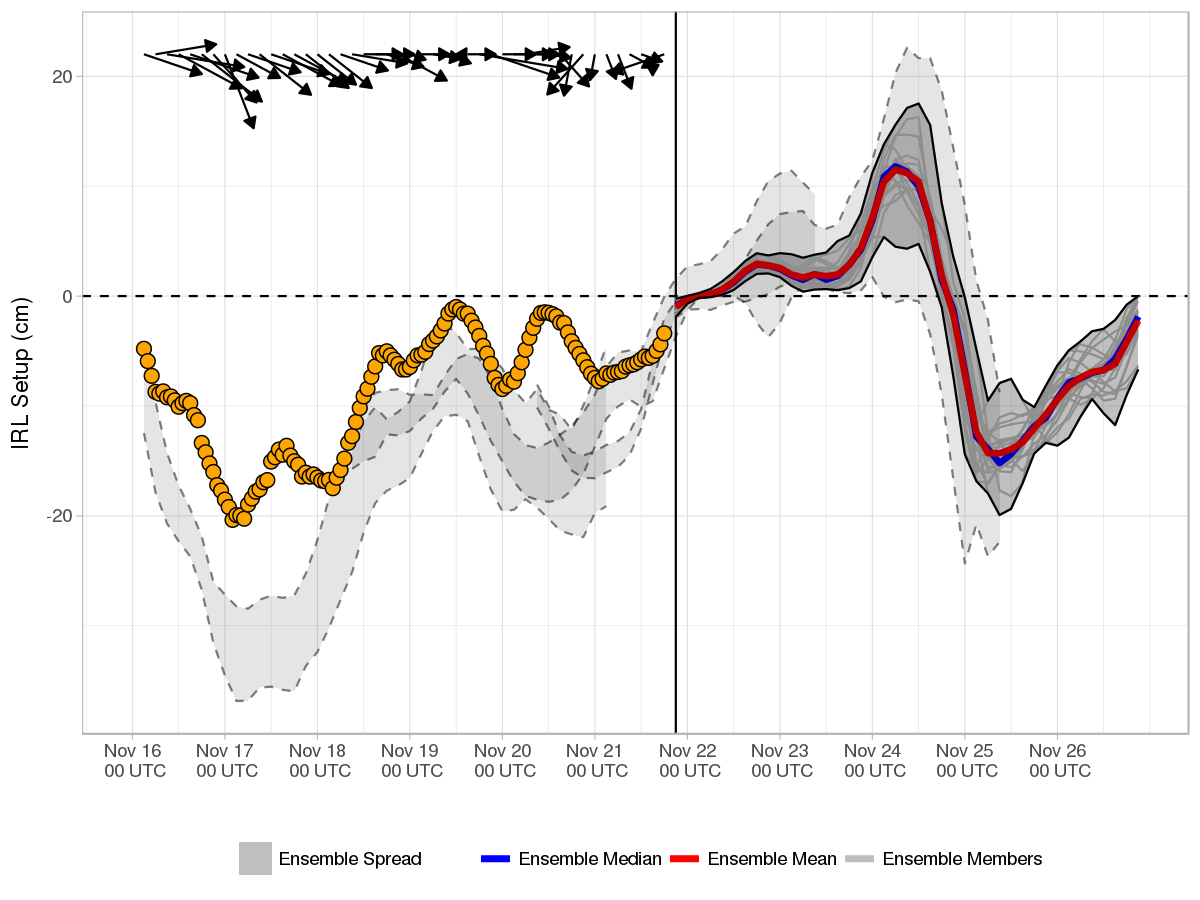 IRL Setup (cm)
20
0
-20
Nov 16 Nov 17 Nov 18 Nov 19 Nov 20 Nov 21 Nov 22 Nov 23 Nov 24 Nov 25 Nov 26
00 UTC 00 UTC 00 UTC 00 UTC 00 UTC 00 UTC 00 UTC 00 UTC 00 UTC 00 UTC 00 UTC
Ensemble Spread Ensemble Median Ensemble Mean Ensemble Members